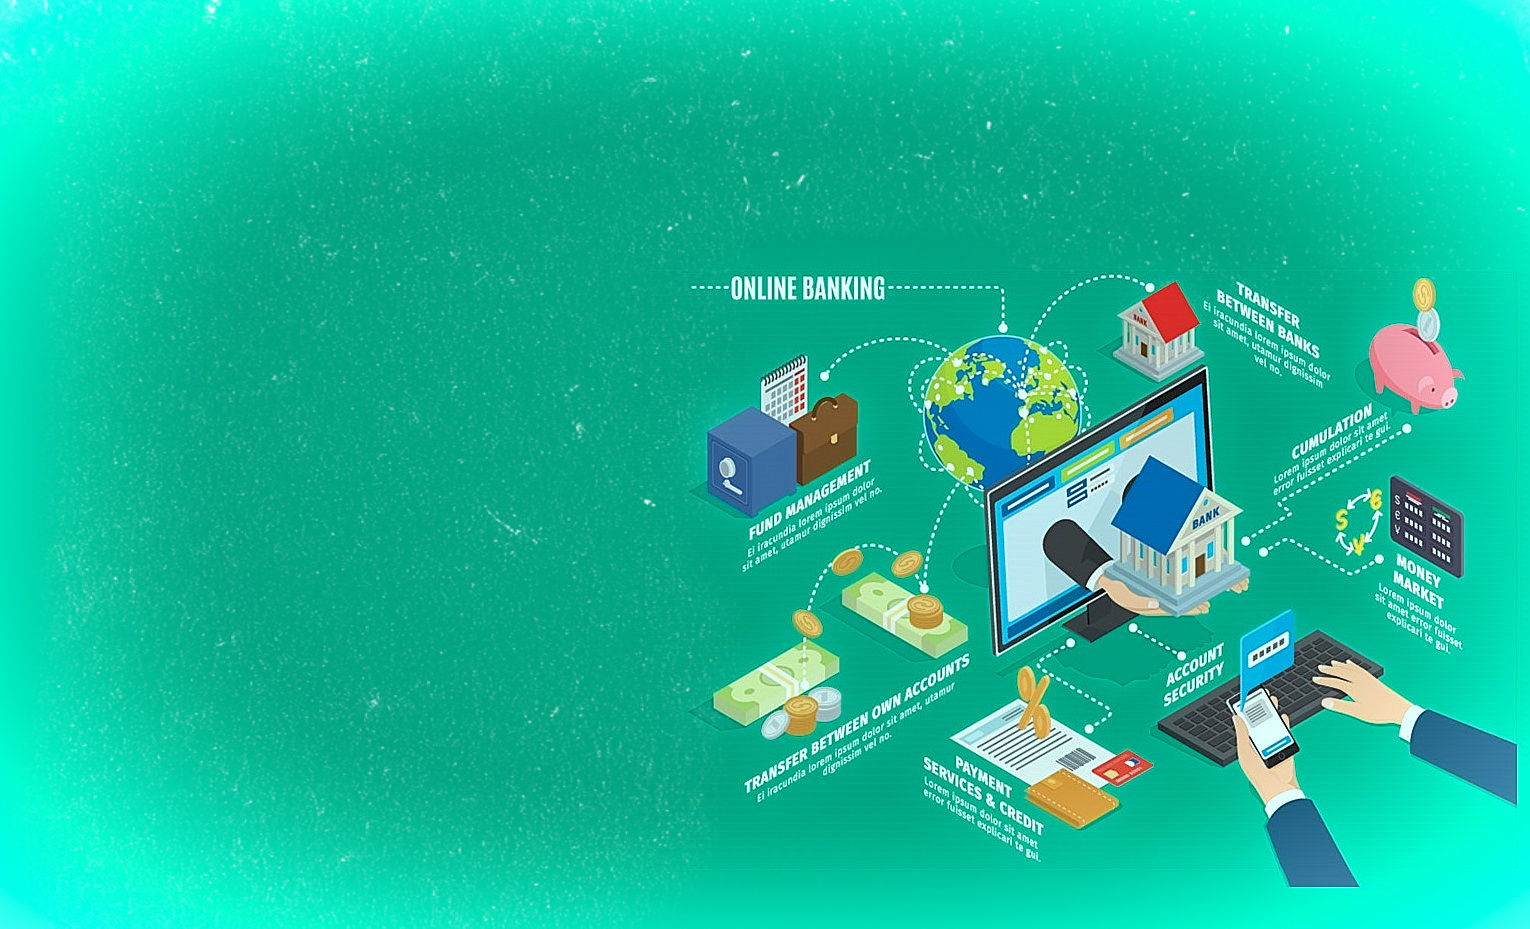 ONLINE BANKING
TRANSFER
BETWEEN BANKS
Ei iracundia lorem ipsum dolor
sit amet, utamur dignissim
vel no.
BANK
CUMULATION
Lorem ipsum dolor sit amet
error fuisset explicari te gui.
FUND MANAGEMENT
Ei iracundia lorem ipsum dolor
sit amet, utamur dignissim vel no.
BANK
MONEY
MARKET
Lorem ipsum dolor
sit amet error fuisset
explicari te gui.
ACCOUNT
SECURITY
TRANSFER BETWEEN OWN ACCOUNTS
Ei iracundia lorem ipsum dolor sit amet, utamur
dignissim vel no.
PAYMENT
SERVICES & CREDIT
Lorem ipsum dolor sit amet
error fuisset explicari te gui.